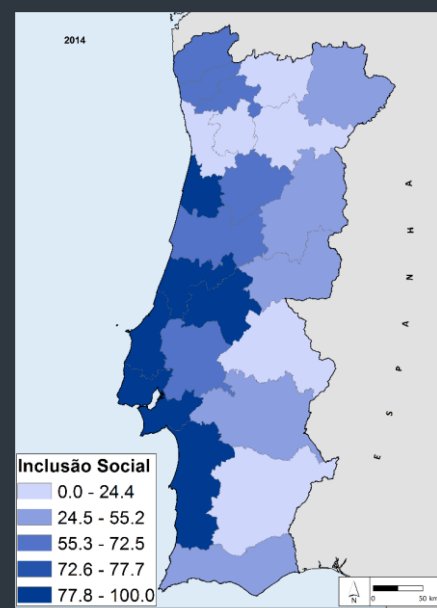 2014
ESPANHA
Inclusão Social
0.0 - 24.4
24.5 - 55.2
55.3 - 72.5
72.6 - 77.7
77.8 - 100.0
N
0 50 km